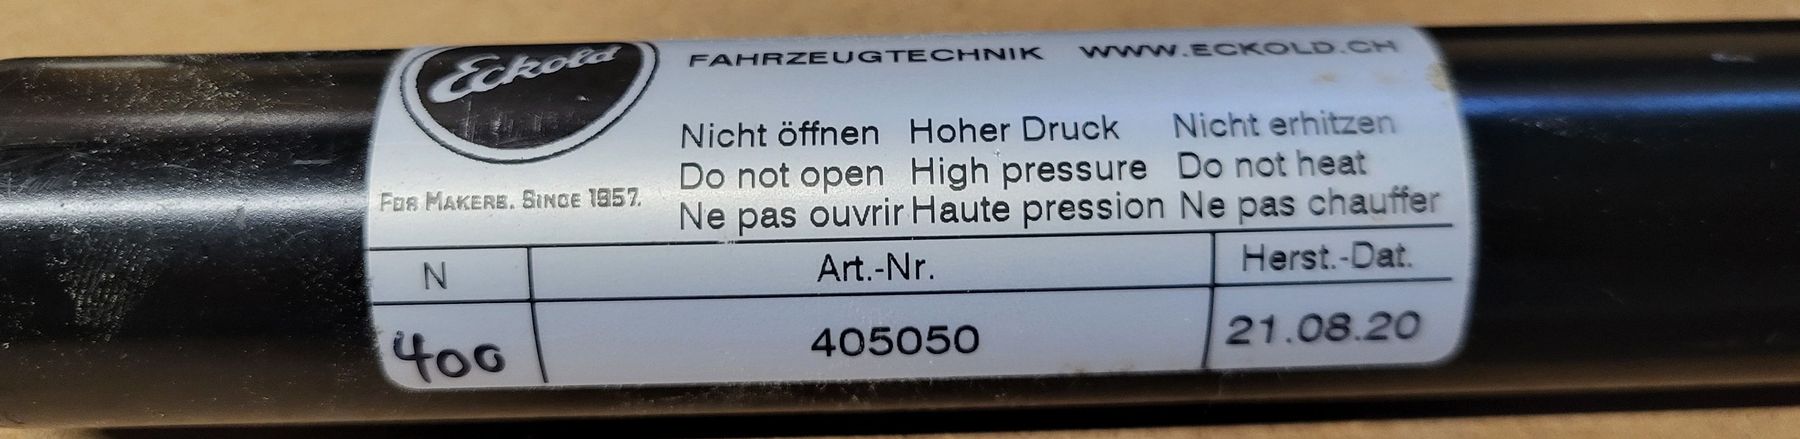 Eckold
FAHRZEUGTECHNIK WWW.ECKOLD.CH
Nicht öffnen Hoher Druck Nicht erhitzen
Do not open High pressure Do not heat
Ne pas ouvrir Haute pression Ne pas chauffer
FOR MAKERS. SINCE 1957.
N Art.-Nr. Herst.-Dat.
400 405050 21.08.20